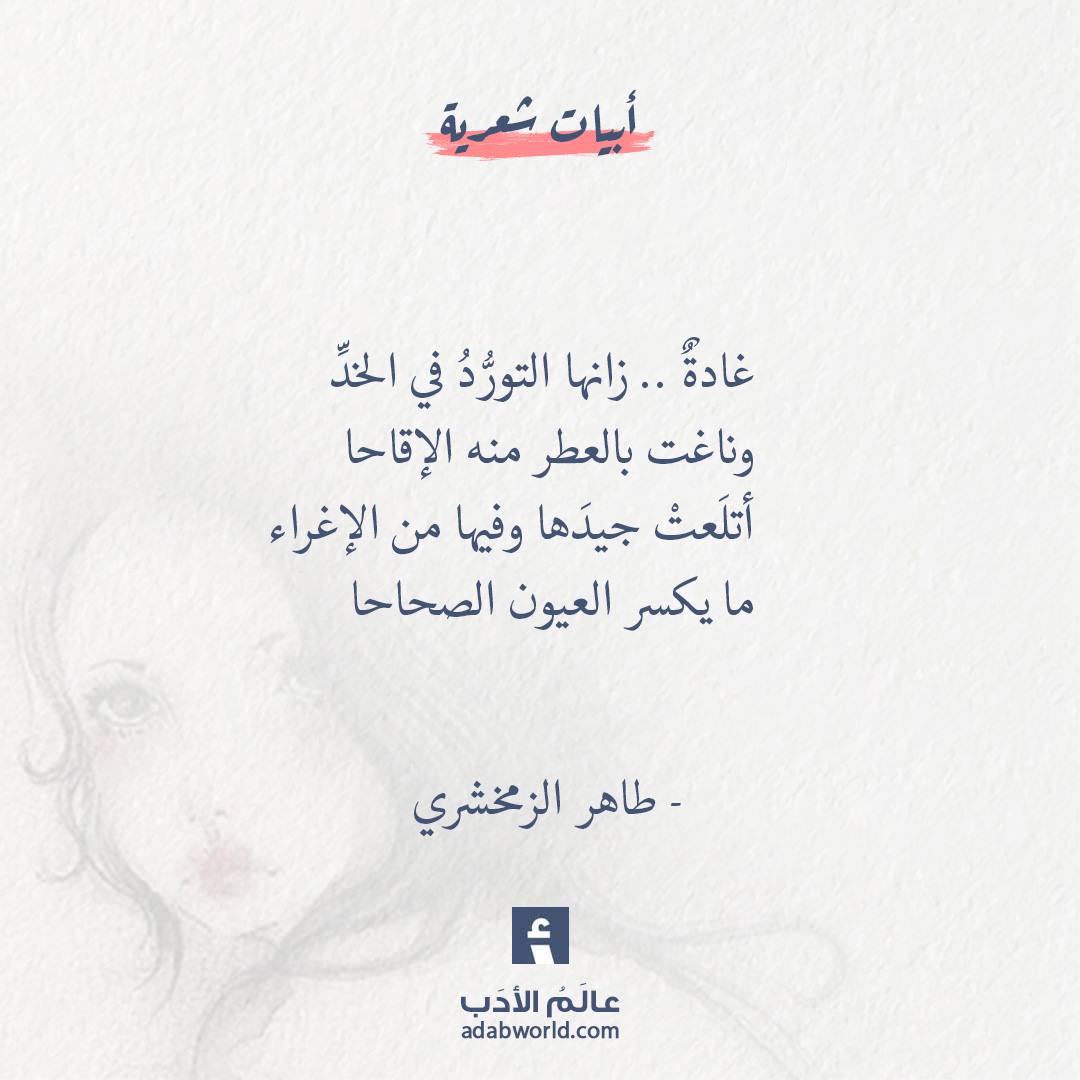 أبيات شعرية
غادةٌ .. زانها التورُّدُ في الخدِّ
وناغت بالعطر منه الإقاحا
أتلَعتْ جيدَها وفيها من الإغراء
ما يكسر العيون الصحاحا
- طاهر الزمخشري
أ
عالَمُ الأدَب
adabworld.com